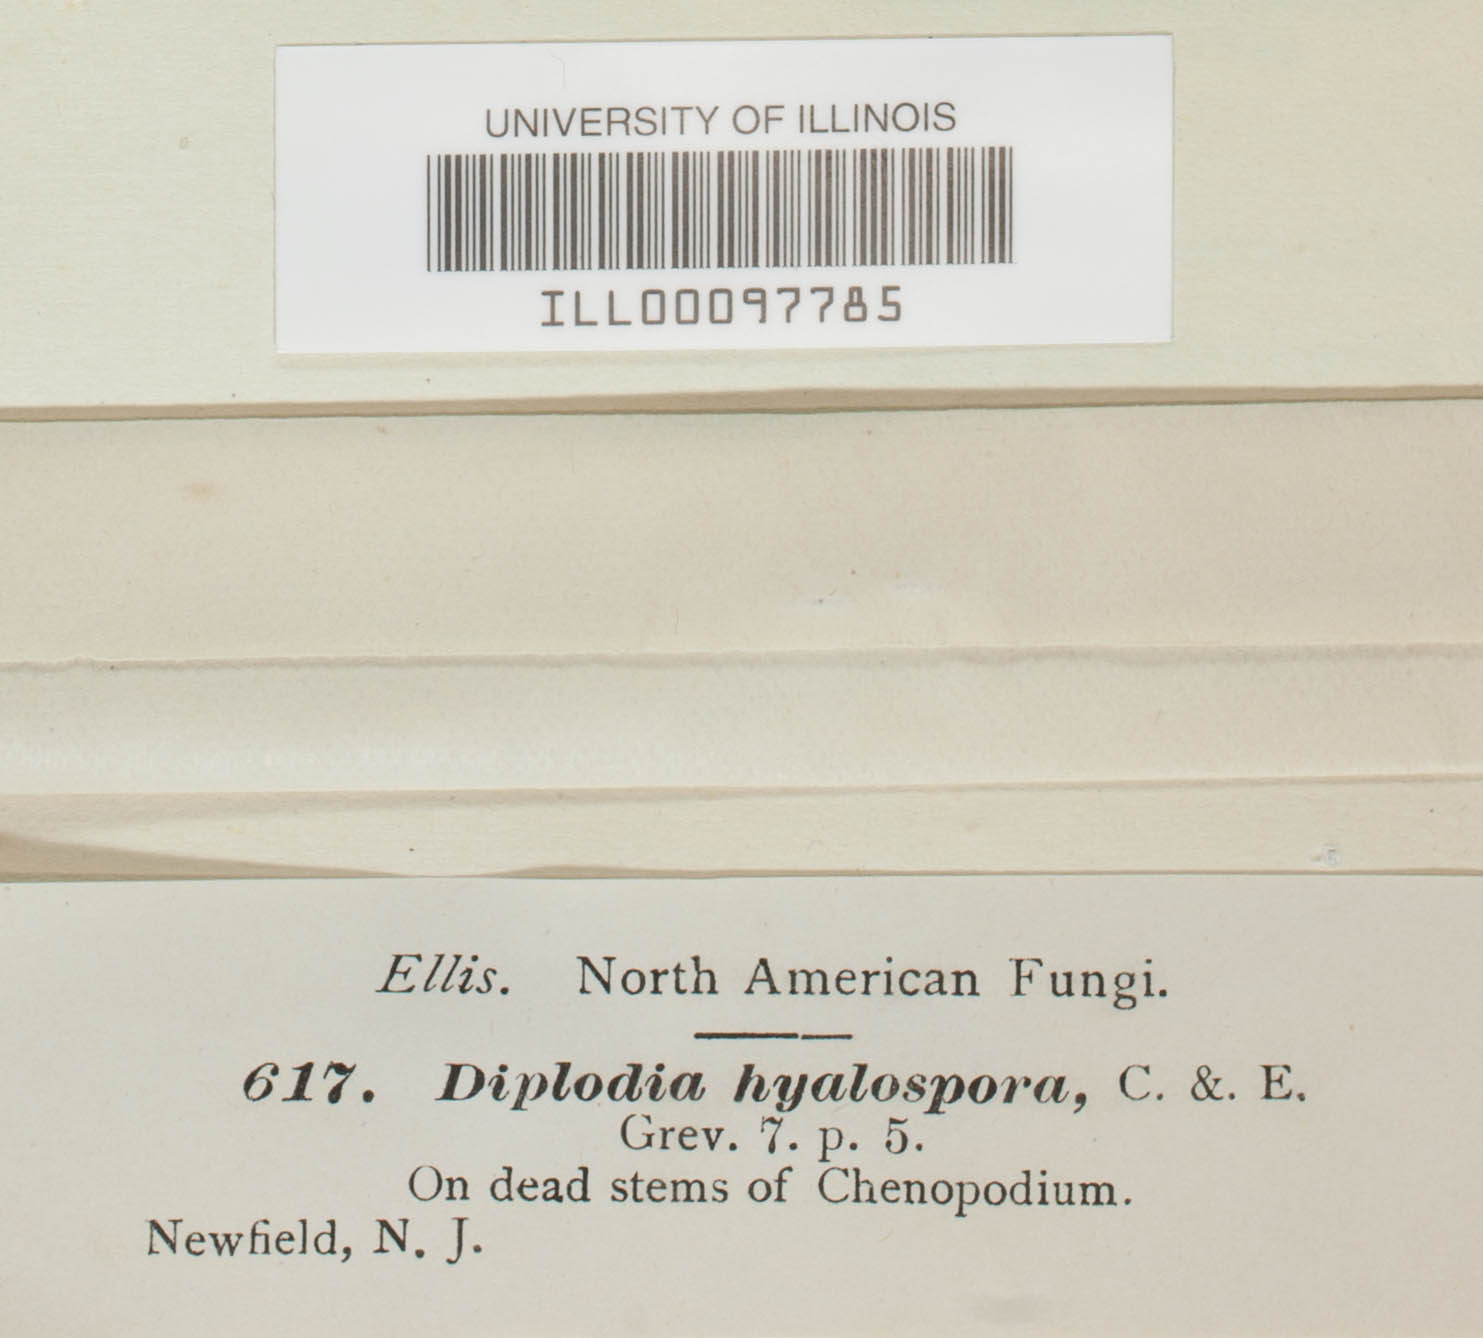 UNIVERSITY OF ILLINOIS
ILL00097785
Ellis. North American Fungi.
617. Diplodia hyalospora, C. &. E.
Grev. 7. p. 5.
On dead stems of Chenopodium.
Newfield, N. J.